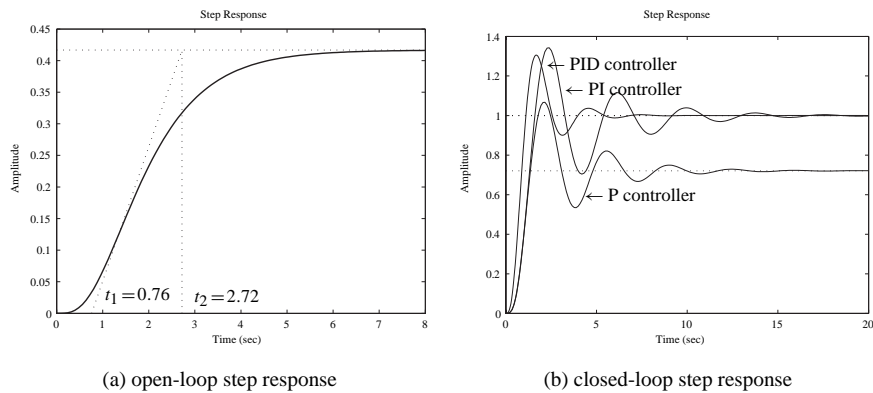 Step Response
0.45
0.4
0.35
0.3
0.25
0.2
0.15
0.1
0.05
0
Amplitude
t1=0.76
t2=2.72
0 1 2 3 4 5 6 7 8
Time (sec)
(a) open-loop step response
Step Response
1.4
1.2
1
0.8
0.6
0.4
0.2
0
Amplitude
← PID controller
← PI controller
← P controller
0 5 10 15 20
Time (sec)
(b) closed-loop step response